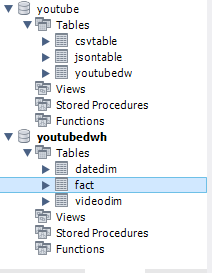 youtube
Tables
csvtable
jsontable
youtubedw
Views
Stored Procedures
Functions
youtubedwh
Tables
datedim
fact
videodim
Views
Stored Procedures
Functions